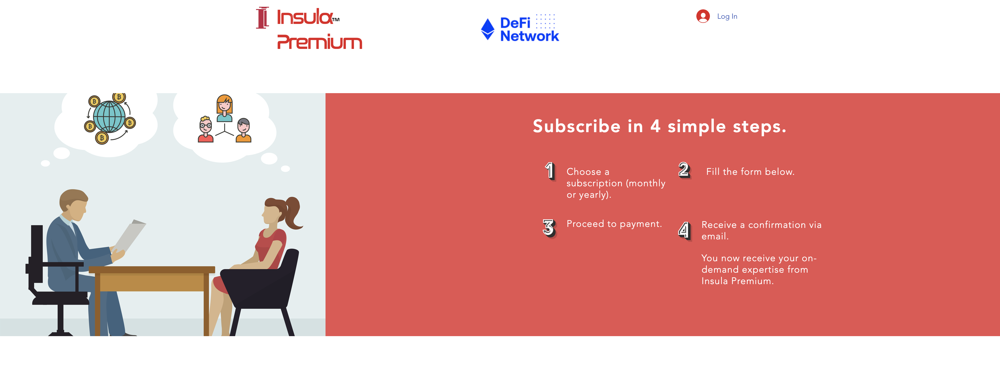 Insulα™
Premium
DeFi
Network
Log In
Subscribe in 4 simple steps.
1
Choose a
subscription (monthly
or yearly).
2
Fill the form below.
3
Proceed to payment.
4
Receive a confirmation via
email.
You now receive your on-
demand expertise from
Insula Premium.